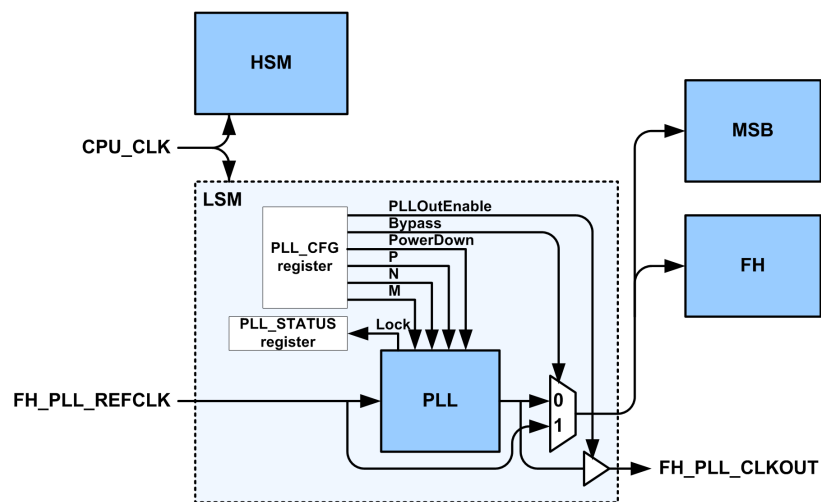 HSM
CPU_CLK
MSB
LSM
PLLOutEnable
Bypass
PowerDown
P
N
M
PLL_CFG
register
FH
PLL_STATUS
register
Lock
FH_PLL_REFCLK
PLL
0
1
FH_PLL_CLKOUT